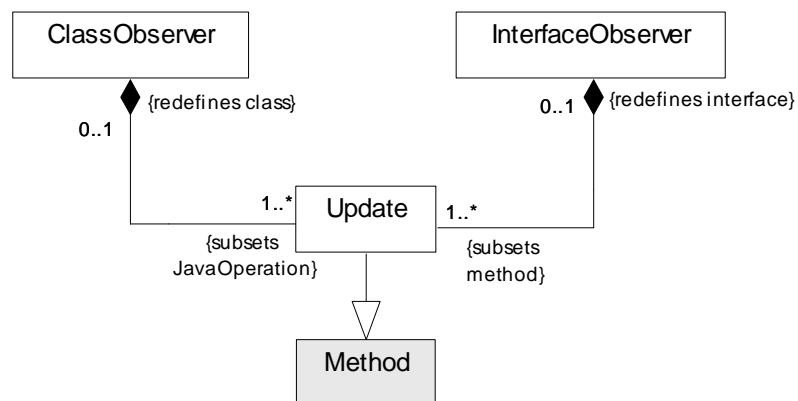 ClassObserver
InterfaceObserver
{redefines class}
{redefines interface}
0..1
0..1
1..*
Update
1..*
{subsets
JavaOperation}
{subsets
method}
Method